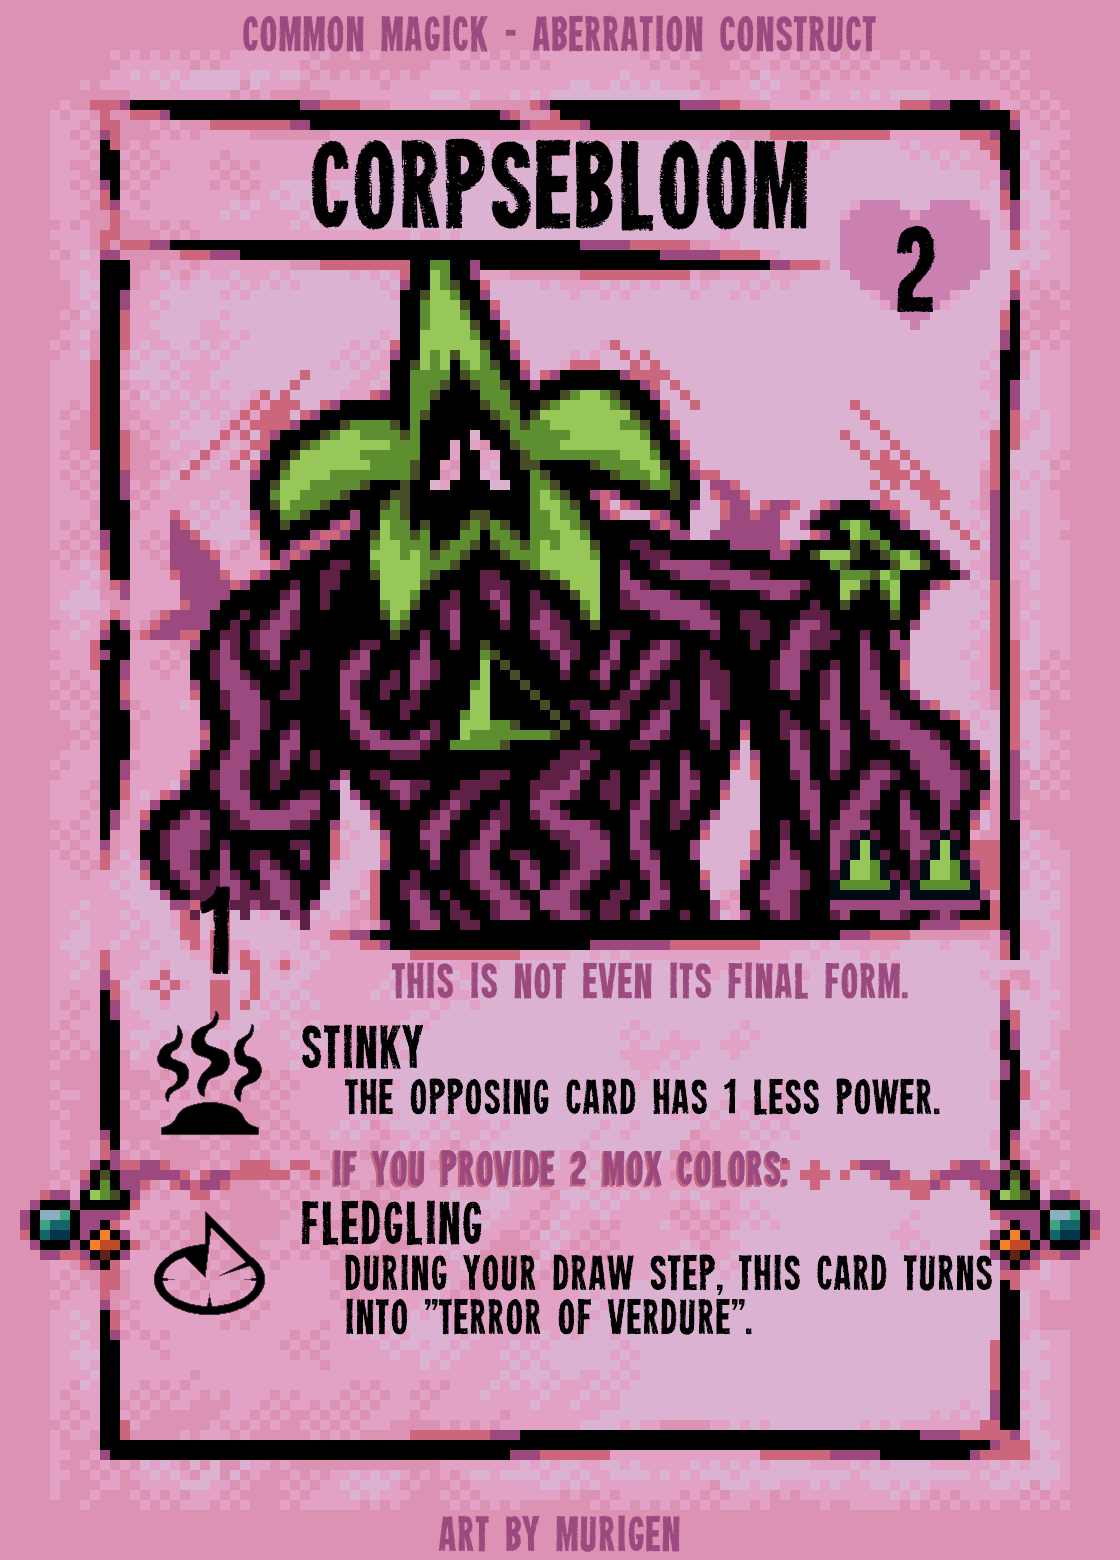 COMMON MAGICK - ABERRATION CONSTRUCT
CORPSEBLOOM
2
1
THIS IS NOT EVEN ITS FINAL FORM.
STINKY
THE OPPOSING CARD HAS 1 LESS POWER.
IF YOU PROVIDE 2 MOX COLORS:
FLEDGLING
DURING YOUR DRAW STEP, THIS CARD TURNS
INTO "TERROR OF VERDURE".
ART BY MURIGEN